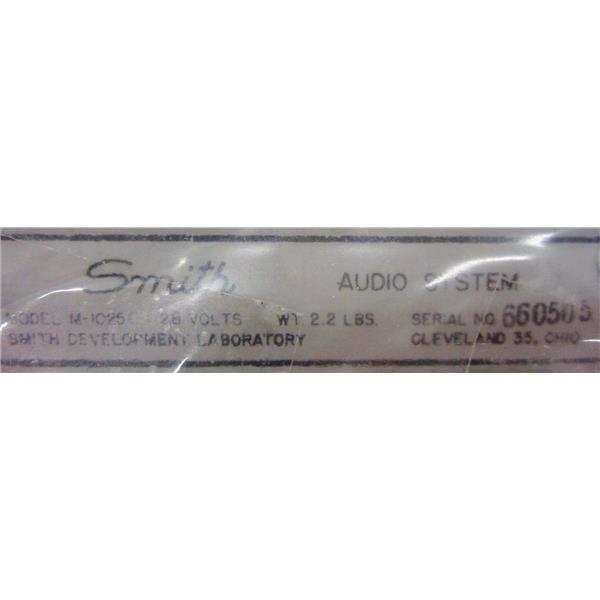 Smith AUDIO SYSTEM
MODEL M-1025 28 VOLTS WT 2.2 LBS. SERIAL NO 660505
SMITH DEVELOPMENT LABORATORY CLEVELAND 35, OHIO